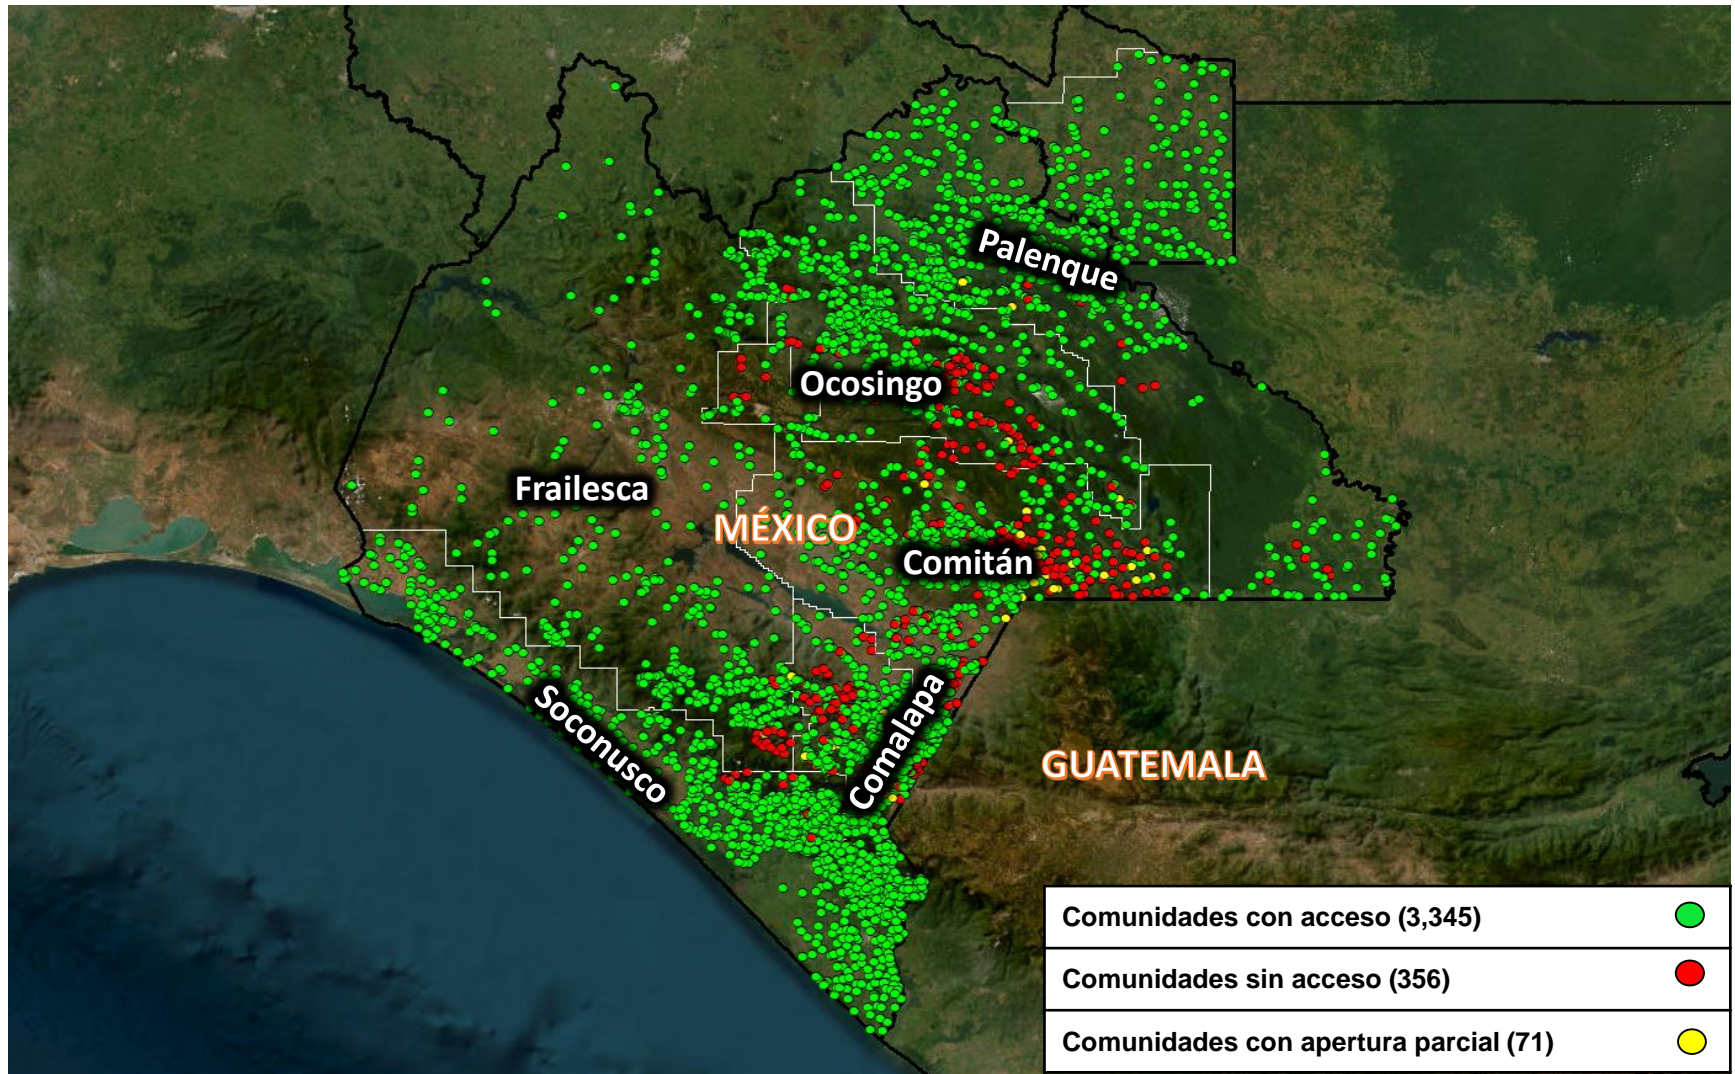 Palenque
Ocosingo
Frailesca
MÉXICO
Comitán
Soconusco
Comalapa
GUATEMALA
Comunidades con acceso (3,345)
Comunidades sin acceso (356)
Comunidades con apertura parcial (71)